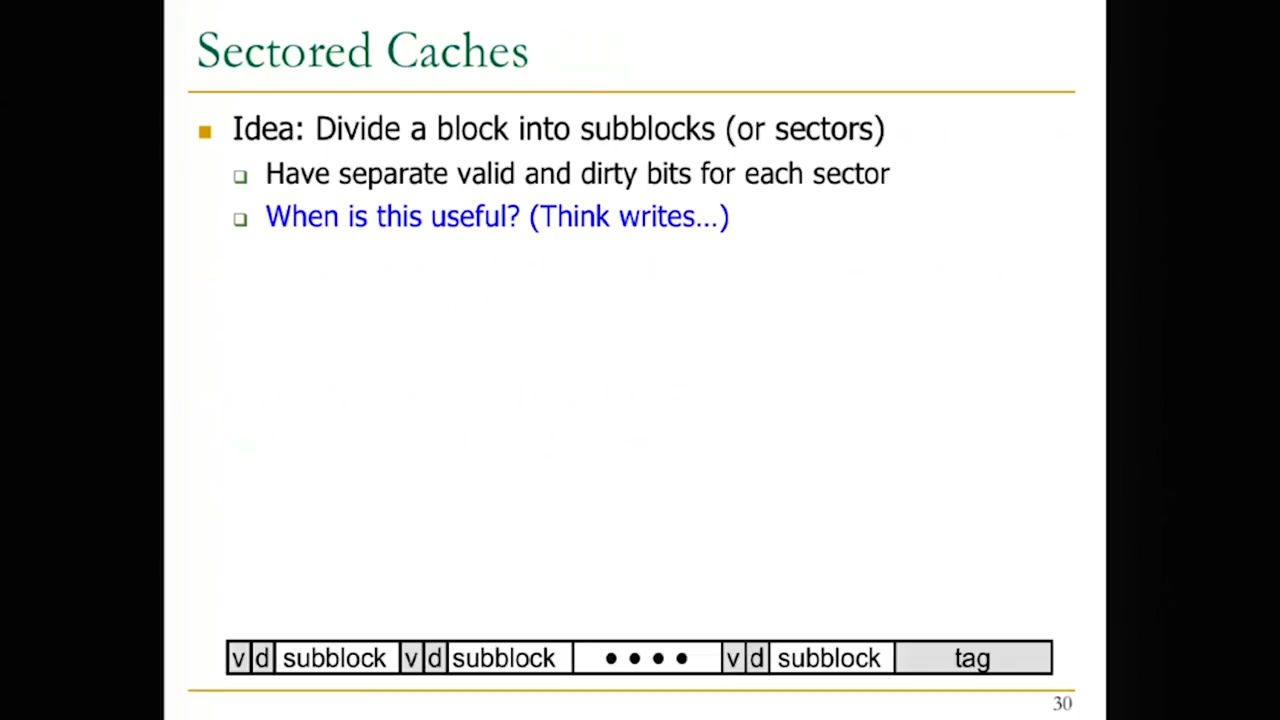 Sectored Caches
Idea: Divide a block into subblocks (or sectors)
Have separate valid and dirty bits for each sector
When is this useful? (Think writes…)
v d subblock v d subblock • • • • v d subblock tag
30